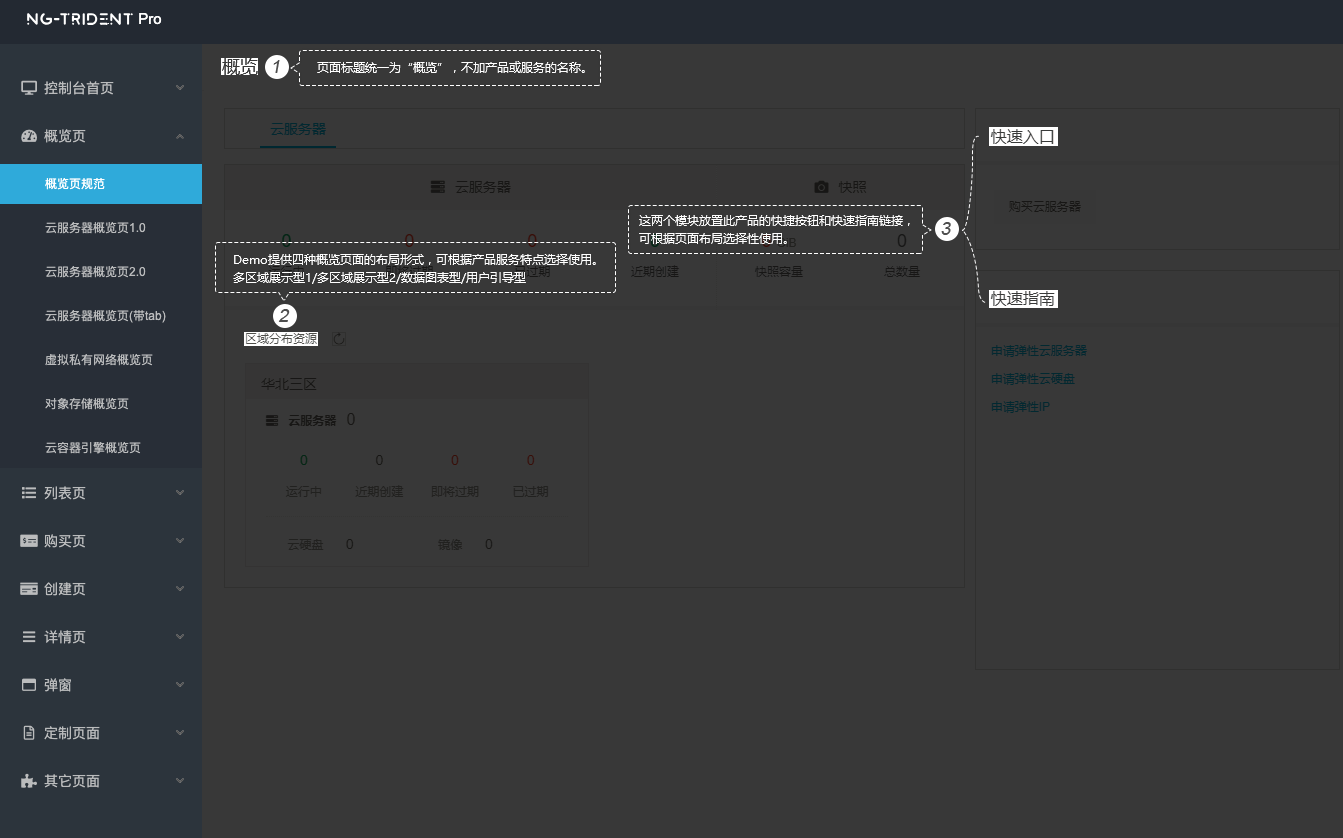 NG-TRIDENT Pro
控制台首页
概览页
概览页规范
云服务器概览页1.0
云服务器概览页2.0
云服务器概览页(带tab)
虚拟私有网络概览页
对象存储概览页
云容器引擎概览页
列表页
购买页
创建页
详情页
弹窗
定制页面
其它页面
概览
1
页面标题统一为“概览”，不加产品或服务的名称。
云服务器
云服务器
快照
0
0
0
0
这两个模块放置此产品的快捷按钮和快速指南链接，
可根据页面布局选择性使用。
3
近期创建
快照容量
总数量
Demo提供四种概览页面的布局形式，可根据产品服务特点选择使用。
多区域展示型1/多区域展示型2/数据图表型/用户引导型
2
区域分布资源
华北三区
云服务器 0
0 0 0 0
运行中 近期创建 即将过期 已过期
云硬盘 0 镜像 0
快速入口
购买云服务器
快速指南
申请弹性云服务器
申请弹性云硬盘
申请弹性IP